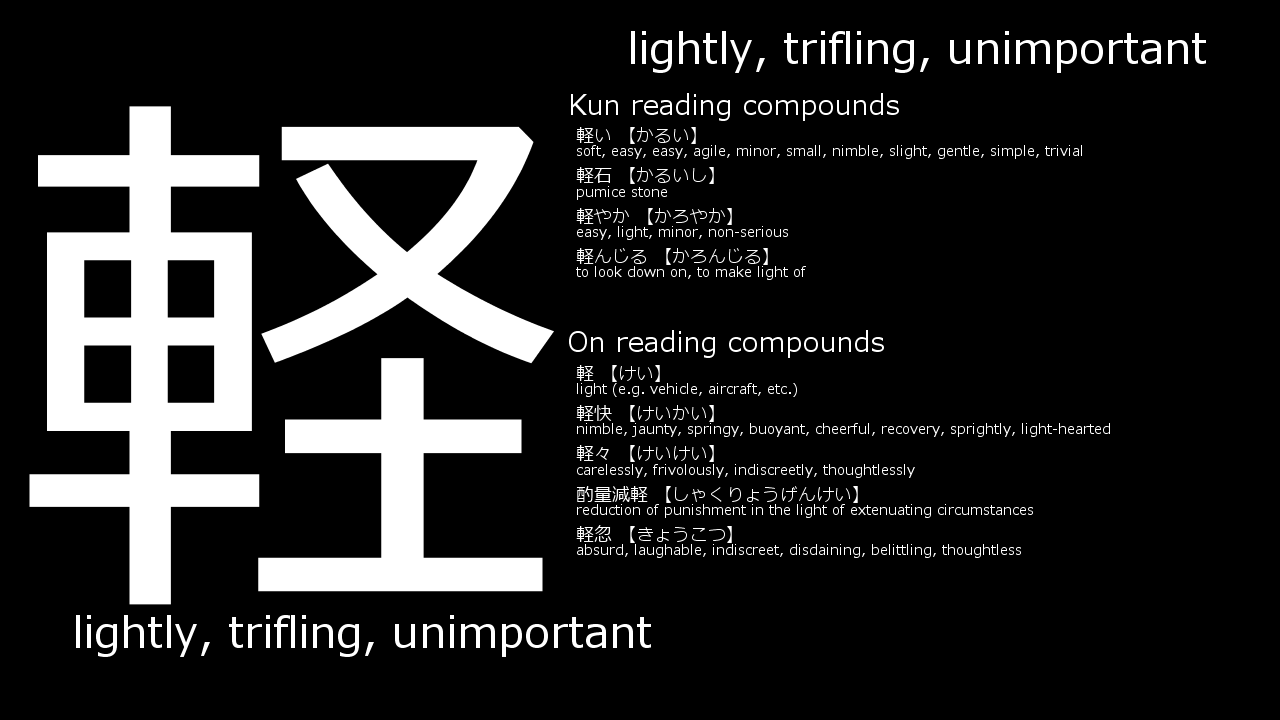 lightly, trifling, unimportant
軽
Kun reading compounds
軽い 【かるい】
soft, easy, easy, agile, minor, small, nimble, slight, gentle, simple, trivial
軽石 【かるいし】
pumice stone
軽やか 【かろやか】
easy, light, minor, non-serious
軽んじる 【かろんじる】
to look down on, to make light of
On reading compounds
軽 【けい】
light (e.g. vehicle, aircraft, etc.)
軽快 【けいかい】
nimble, jaunty, springy, buoyant, cheerful, recovery, sprightly, light-hearted
軽々 【けいけい】
carelessly, frivolously, indiscreetly, thoughtlessly
酌量減軽 【しゃくりょうげんけい】
reduction of punishment in the light of extenuating circumstances
軽忽 【きょうこつ】
absurd, laughable, indiscreet, disdaining, belittling, thoughtless
lightly, trifling, unimportant